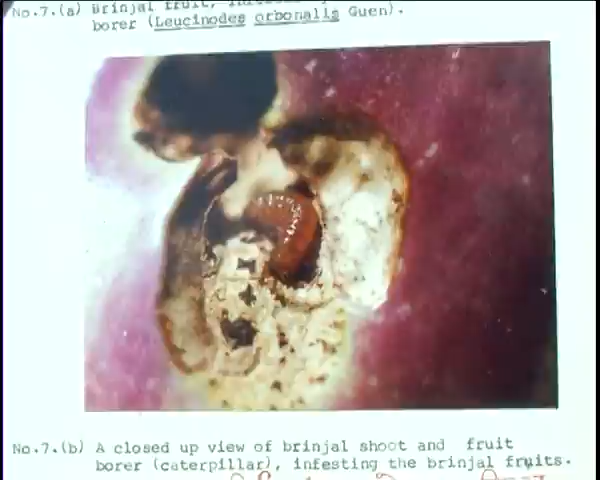 No.7.(a) Brinjal fruit,
borer (Leucinodes orbonalis Guen).
No.7.(b) A closed up view of brinjal shoot and fruit
borer (caterpillar), infesting the brinjal fruits.